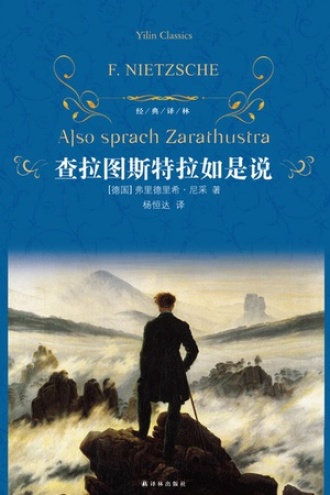 Yilin Classics
F. NIETZSCHE
经典译林
Also sprach Zarathustra
查拉图斯特拉如是说
[德国] 弗里德里希·尼采 著
杨恒达 译
译林出版社